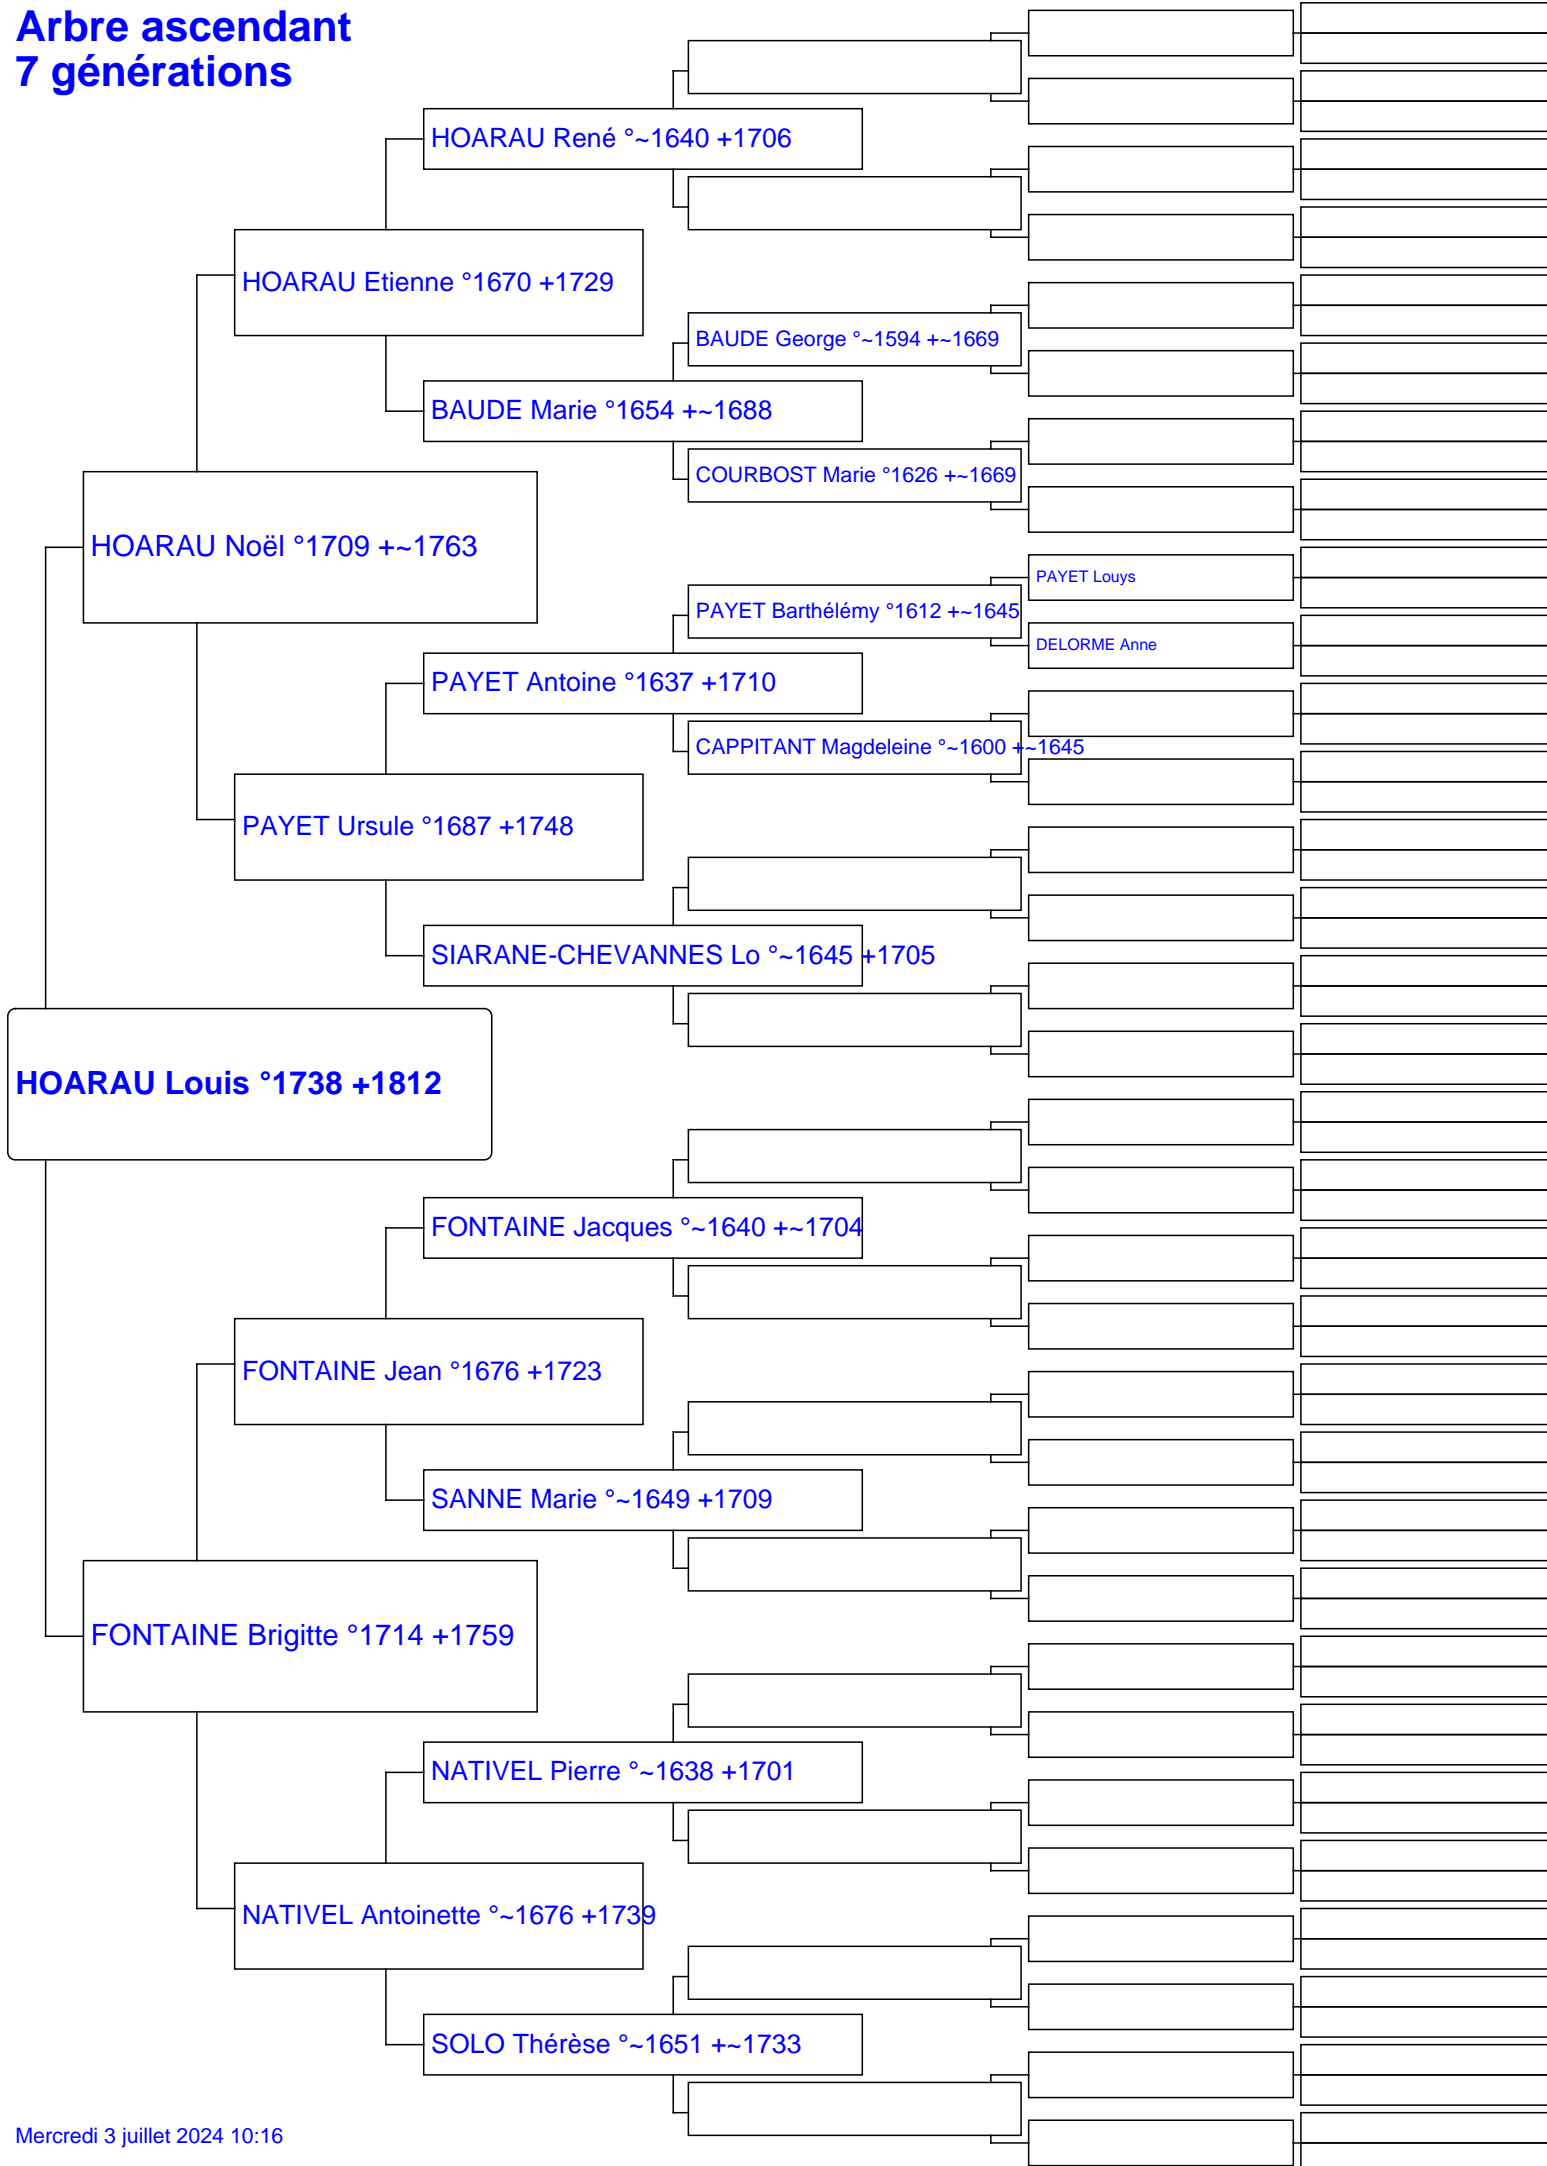 Arbre ascendant
7 générations
HOARAU René °~1640 +1706
HOARAU Etienne °1670 +1729
BAUDE George °~1594 +~1669
BAUDE Marie °1654 +~1688
COURBOST Marie °1626 +~1669
HOARAU Noël °1709 +~1763
PAYET Louys
PAYET Barthélémy °1612 +~1645
DELORME Anne
PAYET Antoine °1637 +1710
CAPPITANT Magdeleine °~1600 +~1645
PAYET Ursule °1687 +1748
SIARANE-CHEVANNES Lo °~1645 +1705
HOARAU Louis °1738 +1812
FONTAINE Jacques °~1640 +~1704
FONTAINE Jean °1676 +1723
SANNE Marie °~1649 +1709
FONTAINE Brigitte °1714 +1759
NATIVEL Pierre °~1638 +1701
NATIVEL Antoinette °~1676 +1739
SOLO Thérèse °~1651 +~1733
Mercredi 3 juillet 2024 10:16